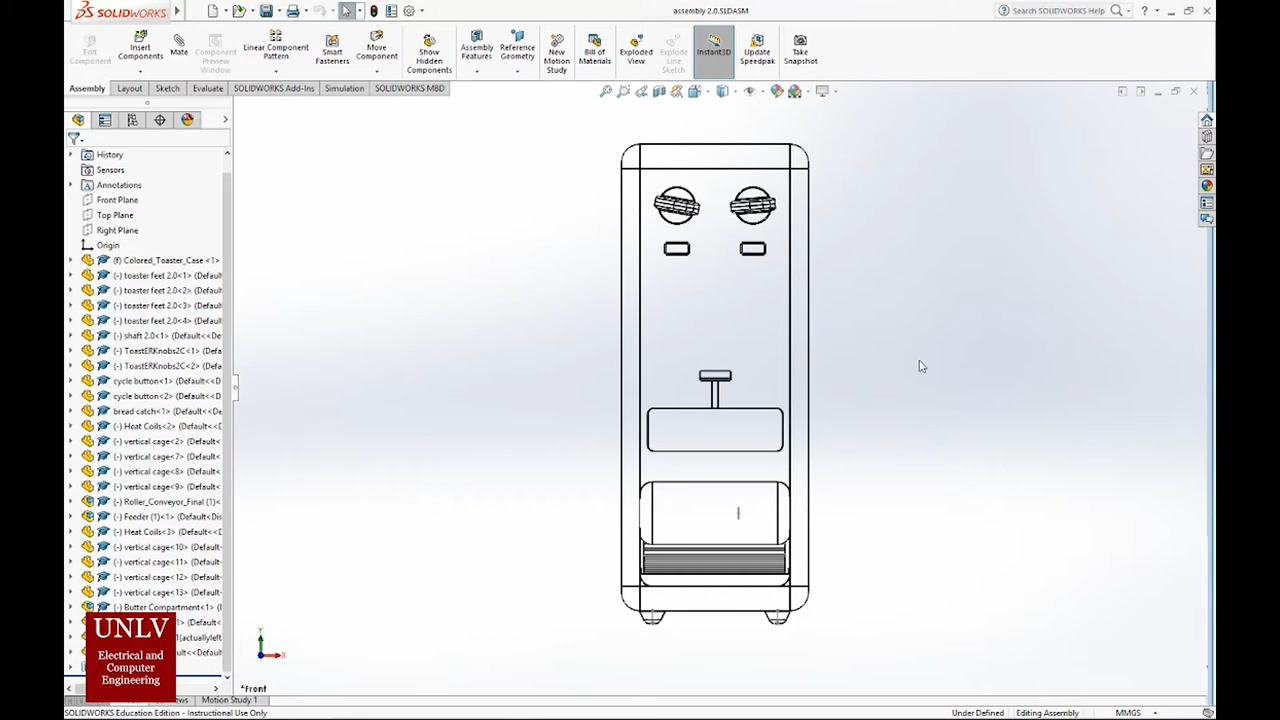 SOLIDWORKS
assembly 2.0.SLDASM
Search SOLIDWORKS Help
Edit Component
Insert Components
Mate
Component Preview Window
Linear Component Pattern
Smart Fasteners
Move Component
Show Hidden Components
Assembly Features
Reference Geometry
New Motion Study
Bill of Materials
Exploded View
Explode Line Sketch
Instant3D
Update Speedpak
Take Snapshot
Assembly Layout Sketch Evaluate SOLIDWORKS Add-Ins Simulation SOLIDWORKS MBD
History
Sensors
Annotations
Front Plane
Top Plane
Right Plane
Origin
(f) Colored_Toaster_Case <1>
(-) toaster feet 2.0<1> (Defaul
(-) toaster feet 2.0<2> (Defaul
(-) toaster feet 2.0<3> (Defaul
(-) toaster feet 2.0<4> (Defaul
(-) shaft 2.0<1> (Default<<D
(-) ToastERKnobs2C<1> (Defa
(-) ToastERKnobs2C<2> (Defa
cycle button<1> (Default<<D
cycle button<2> (Default<<D
bread catch<1> (Default<<D
(-) Heat Coils<2> (Default<<D
(-) vertical cage<2> (Default<
(-) vertical cage<7> (Default<
(-) vertical cage<8> (Default<
(-) vertical cage<9> (Default<
(-) Roller_Conveyor_Final (1)<
(-) Feeder (1)<1> (Default<Dis
(-) Heat Coils<3> (Default<<D
(-) vertical cage<10> (Default
(-) vertical cage<11> (Default
(-) vertical cage<12> (Default
(-) vertical cage<13> (Default
(-) Butter Compartment<1> (
UNLV
Electrical and
Computer
Engineering
Y
X
*Front
Motion Study 1
SOLIDWORKS Education Edition - Instructional Use Only
Under Defined Editing Assembly MMGS